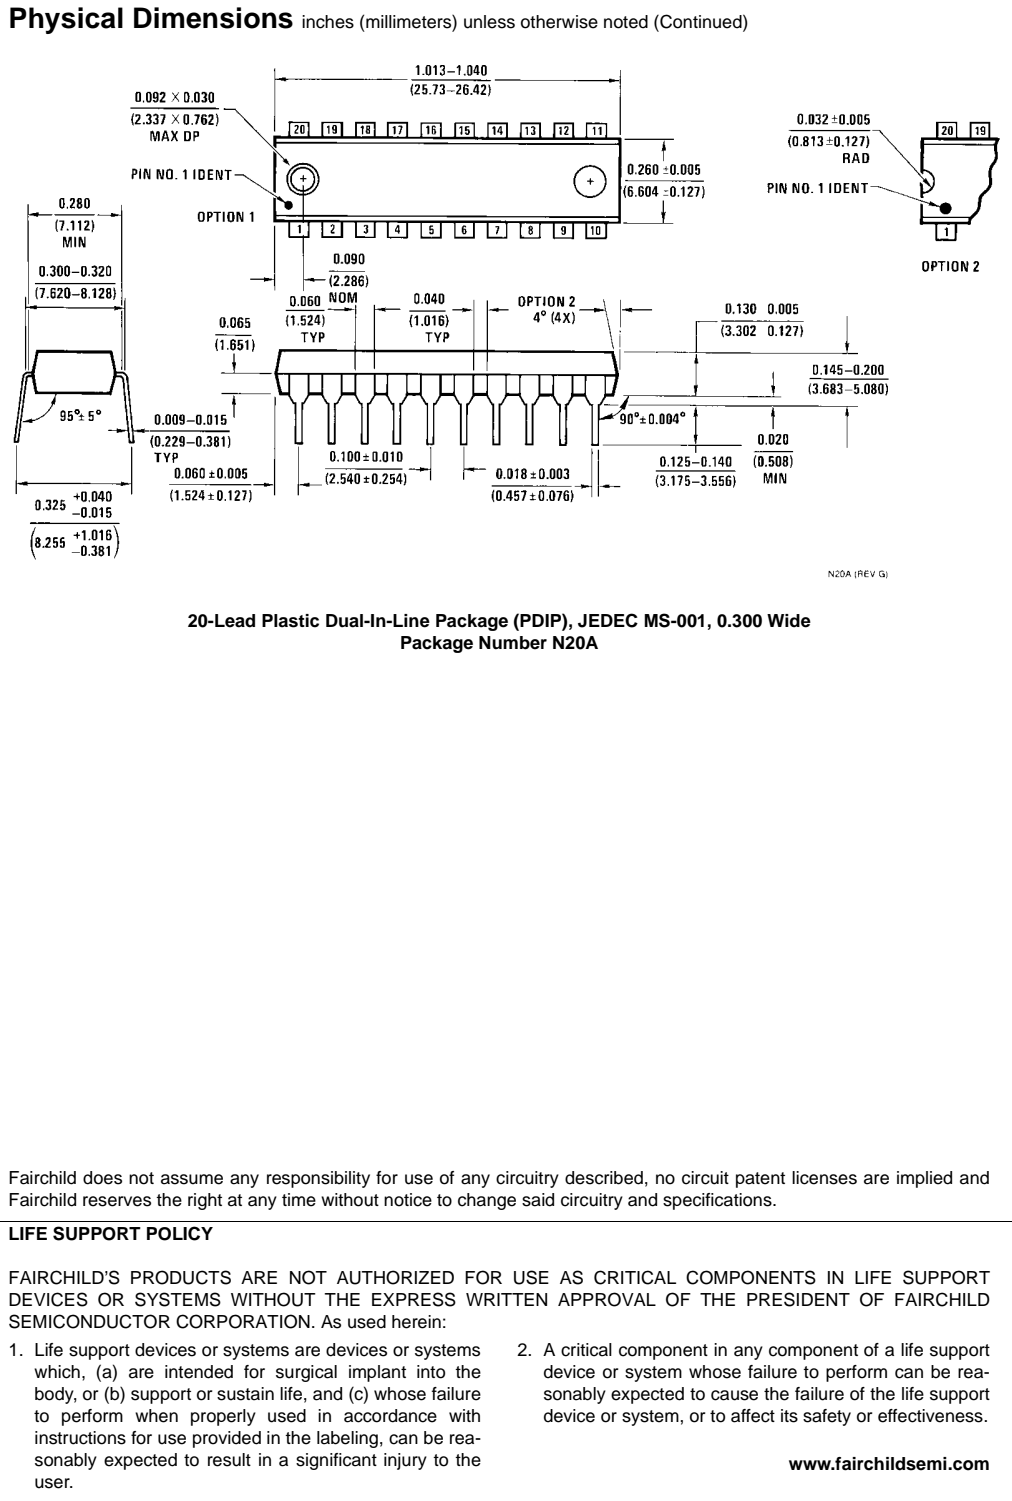 Physical Dimensions inches (millimeters) unless otherwise noted (Continued)
1.013–1.040
(25.73–26.42)
0.092 × 0.030
(2.337 × 0.762)
MAX DP
20 19 18 17 16 15 14 13 12 11
0.032 ±0.005
(0.813 ±0.127)
RAD
20 19
PIN NO. 1 IDENT
0.260 ±0.005
(6.604 ±0.127)
PIN NO. 1 IDENT
OPTION 1
1 2 3 4 5 6 7 8 9 10
1
OPTION 2
0.280
(7.112)
MIN
0.090
(2.286)
NOM
0.300–0.320
(7.620–8.128)
0.060
(1.524)
TYP
0.040
(1.016)
TYP
OPTION 2
4° (4X)
0.130 0.005
(3.302 0.127)
0.065
(1.651)
0.145–0.200
(3.683–5.080)
95°± 5°
0.009–0.015
(0.229–0.381)
TYP
90°±0.004°
0.020
(0.508)
MIN
0.100±0.010
(2.540±0.254)
0.125–0.140
(3.175–3.556)
0.060 ±0.005
(1.524±0.127)
0.018±0.003
(0.457±0.076)
0.325 +0.040
–0.015
(8.255 +1.016
–0.381)
N20A (REV G)
20-Lead Plastic Dual-In-Line Package (PDIP), JEDEC MS-001, 0.300 Wide
Package Number N20A
Fairchild does not assume any responsibility for use of any circuitry described, no circuit patent licenses are implied and
Fairchild reserves the right at any time without notice to change said circuitry and specifications.
LIFE SUPPORT POLICY
FAIRCHILD'S PRODUCTS ARE NOT AUTHORIZED FOR USE AS CRITICAL COMPONENTS IN LIFE SUPPORT
DEVICES OR SYSTEMS WITHOUT THE EXPRESS WRITTEN APPROVAL OF THE PRESIDENT OF FAIRCHILD
SEMICONDUCTOR CORPORATION. As used herein:
1. Life support devices or systems are devices or systems
which, (a) are intended for surgical implant into the
body, or (b) support or sustain life, and (c) whose failure
to perform when properly used in accordance with
instructions for use provided in the labeling, can be rea-
sonably expected to result in a significant injury to the
user.
2. A critical component in any component of a life support
device or system whose failure to perform can be rea-
sonably expected to cause the failure of the life support
device or system, or to affect its safety or effectiveness.
www.fairchildsemi.com